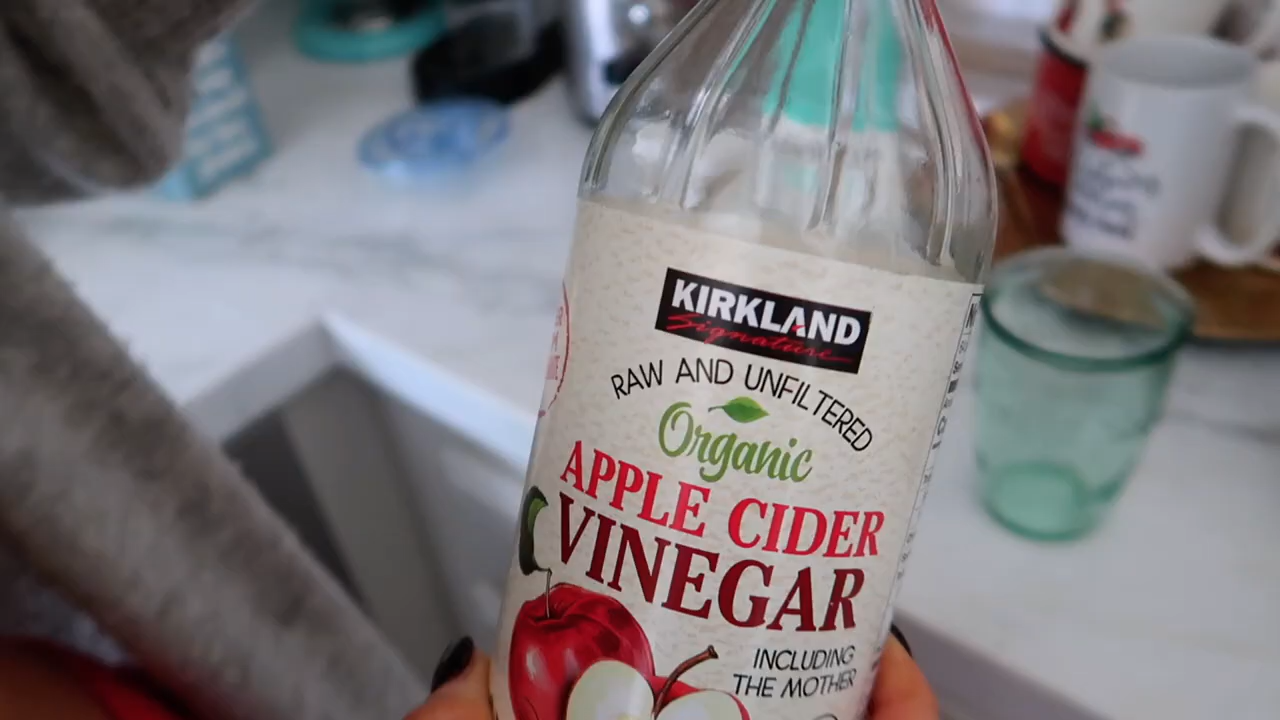 KIRKLAND
Signature
RAW AND UNFILTERED
Organic
APPLE CIDER
VINEGAR
INCLUDING
THE MOTHER